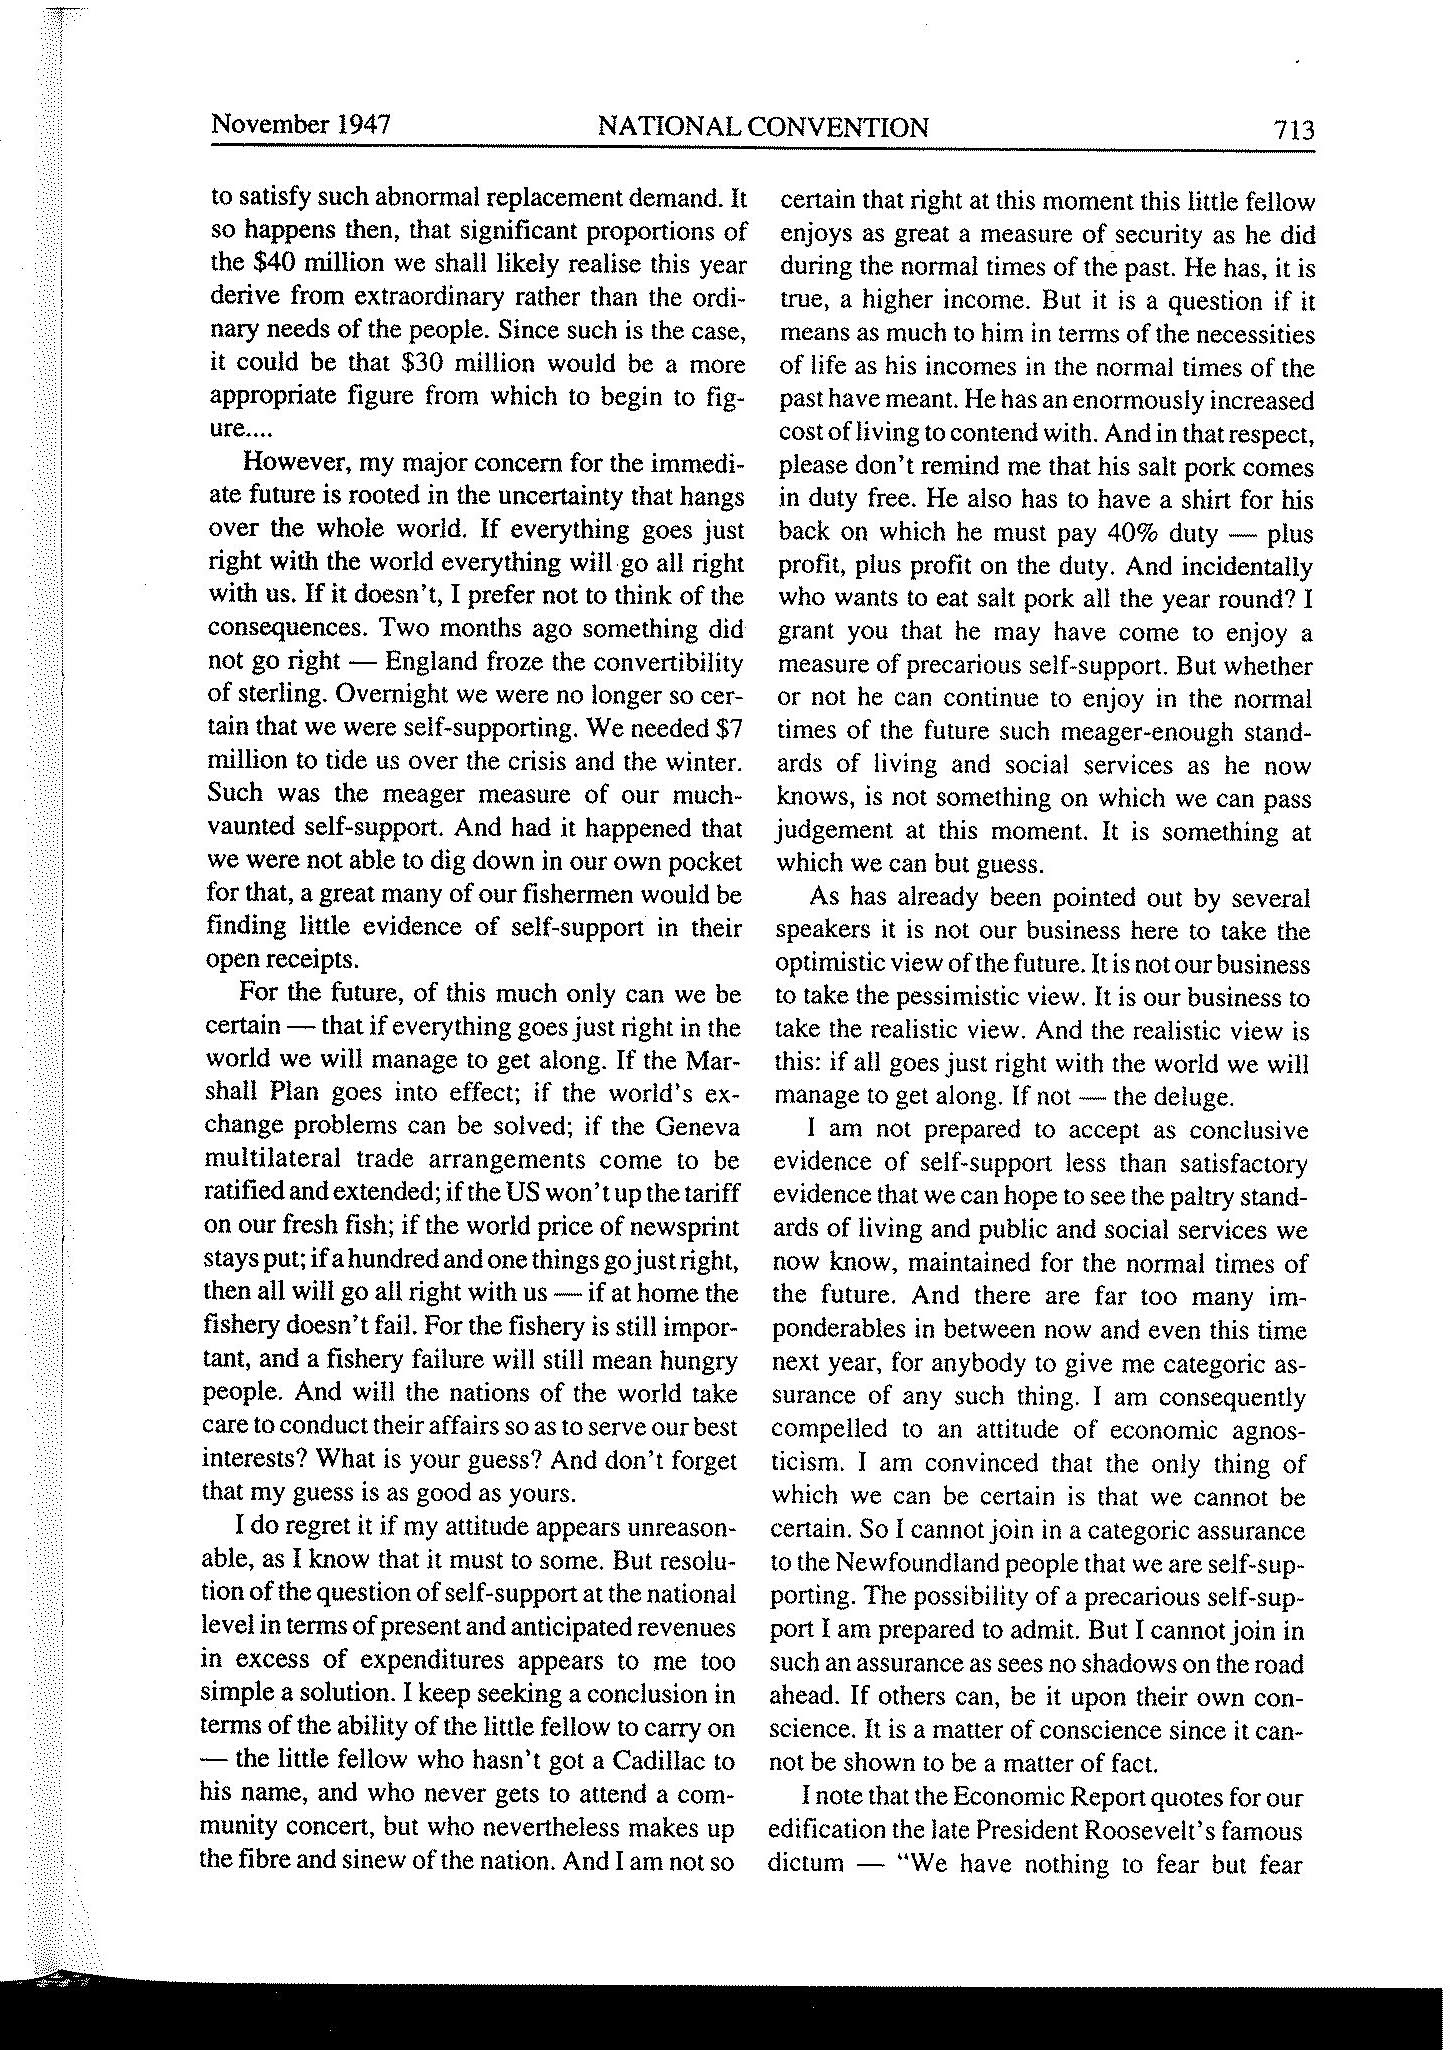 November 1947 NATIONAL CONVENTION 713
to satisfy such abnormal replacement demand. It
so happens then, that significant proportions of
the $40 million we shall likely realise this year
derive from extraordinary rather than the ordi-
nary needs of the people. Since such is the case,
it could be that $30 million would be a more
appropriate figure from which to begin to fig-
ure....
However, my major concern for the immedi-
ate future is rooted in the uncertainty that hangs
over the whole world. If everything goes just
right with the world everything will go all right
with us. If it doesn't, I prefer not to think of the
consequences. Two months ago something did
not go right — England froze the convertibility
of sterling. Overnight we were no longer so cer-
tain that we were self-supporting. We needed $7
million to tide us over the crisis and the winter.
Such was the meager measure of our much-
vaunted self-support. And had it happened that
we were not able to dig down in our own pocket
for that, a great many of our fishermen would be
finding little evidence of self-support in their
open receipts.
For the future, of this much only can we be
certain — that if everything goes just right in the
world we will manage to get along. If the Mar-
shall Plan goes into effect; if the world's ex-
change problems can be solved; if the Geneva
multilateral trade arrangements come to be
ratified and extended; if the US won't up the tariff
on our fresh fish; if the world price of newsprint
stays put; if a hundred and one things go just right,
then all will go all right with us — if at home the
fishery doesn't fail. For the fishery is still impor-
tant, and a fishery failure will still mean hungry
people. And will the nations of the world take
care to conduct their affairs so as to serve our best
interests? What is your guess? And don't forget
that my guess is as good as yours.
I do regret it if my attitude appears unreason-
able, as I know that it must to some. But resolu-
tion of the question of self-support at the national
level in terms of present and anticipated revenues
in excess of expenditures appears to me too
simple a solution. I keep seeking a conclusion in
terms of the ability of the little fellow to carry on
— the little fellow who hasn't got a Cadillac to
his name, and who never gets to attend a com-
munity concert, but who nevertheless makes up
the fibre and sinew of the nation. And I am not so
certain that right at this moment this little fellow
enjoys as great a measure of security as he did
during the normal times of the past. He has, it is
true, a higher income. But it is a question if it
means as much to him in terms of the necessities
of life as his incomes in the normal times of the
past have meant. He has an enormously increased
cost of living to contend with. And in that respect,
please don't remind me that his salt pork comes
in duty free. He also has to have a shirt for his
back on which he must pay 40% duty — plus
profit, plus profit on the duty. And incidentally
who wants to eat salt pork all the year round? I
grant you that he may have come to enjoy a
measure of precarious self-support. But whether
or not he can continue to enjoy in the normal
times of the future such meager-enough stand-
ards of living and social services as he now
knows, is not something on which we can pass
judgement at this moment. It is something at
which we can but guess.
As has already been pointed out by several
speakers it is not our business here to take the
optimistic view of the future. It is not our business
to take the pessimistic view. It is our business to
take the realistic view. And the realistic view is
this: if all goes just right with the world we will
manage to get along. If not — the deluge.
I am not prepared to accept as conclusive
evidence of self-support less than satisfactory
evidence that we can hope to see the paltry stand-
ards of living and public and social services we
now know, maintained for the normal times of
the future. And there are far too many im-
ponderables in between now and even this time
next year, for anybody to give me categoric as-
surance of any such thing. I am consequently
compelled to an attitude of economic agnos-
ticism. I am convinced that the only thing of
which we can be certain is that we cannot be
certain. So I cannot join in a categoric assurance
to the Newfoundland people that we are self-sup-
porting. The possibility of a precarious self-sup-
port I am prepared to admit. But I cannot join in
such an assurance as sees no shadows on the road
ahead. If others can, be it upon their own con-
science. It is a matter of conscience since it can-
not be shown to be a matter of fact.
I note that the Economic Report quotes for our
edification the late President Roosevelt's famous
dictum — "We have nothing to fear but fear